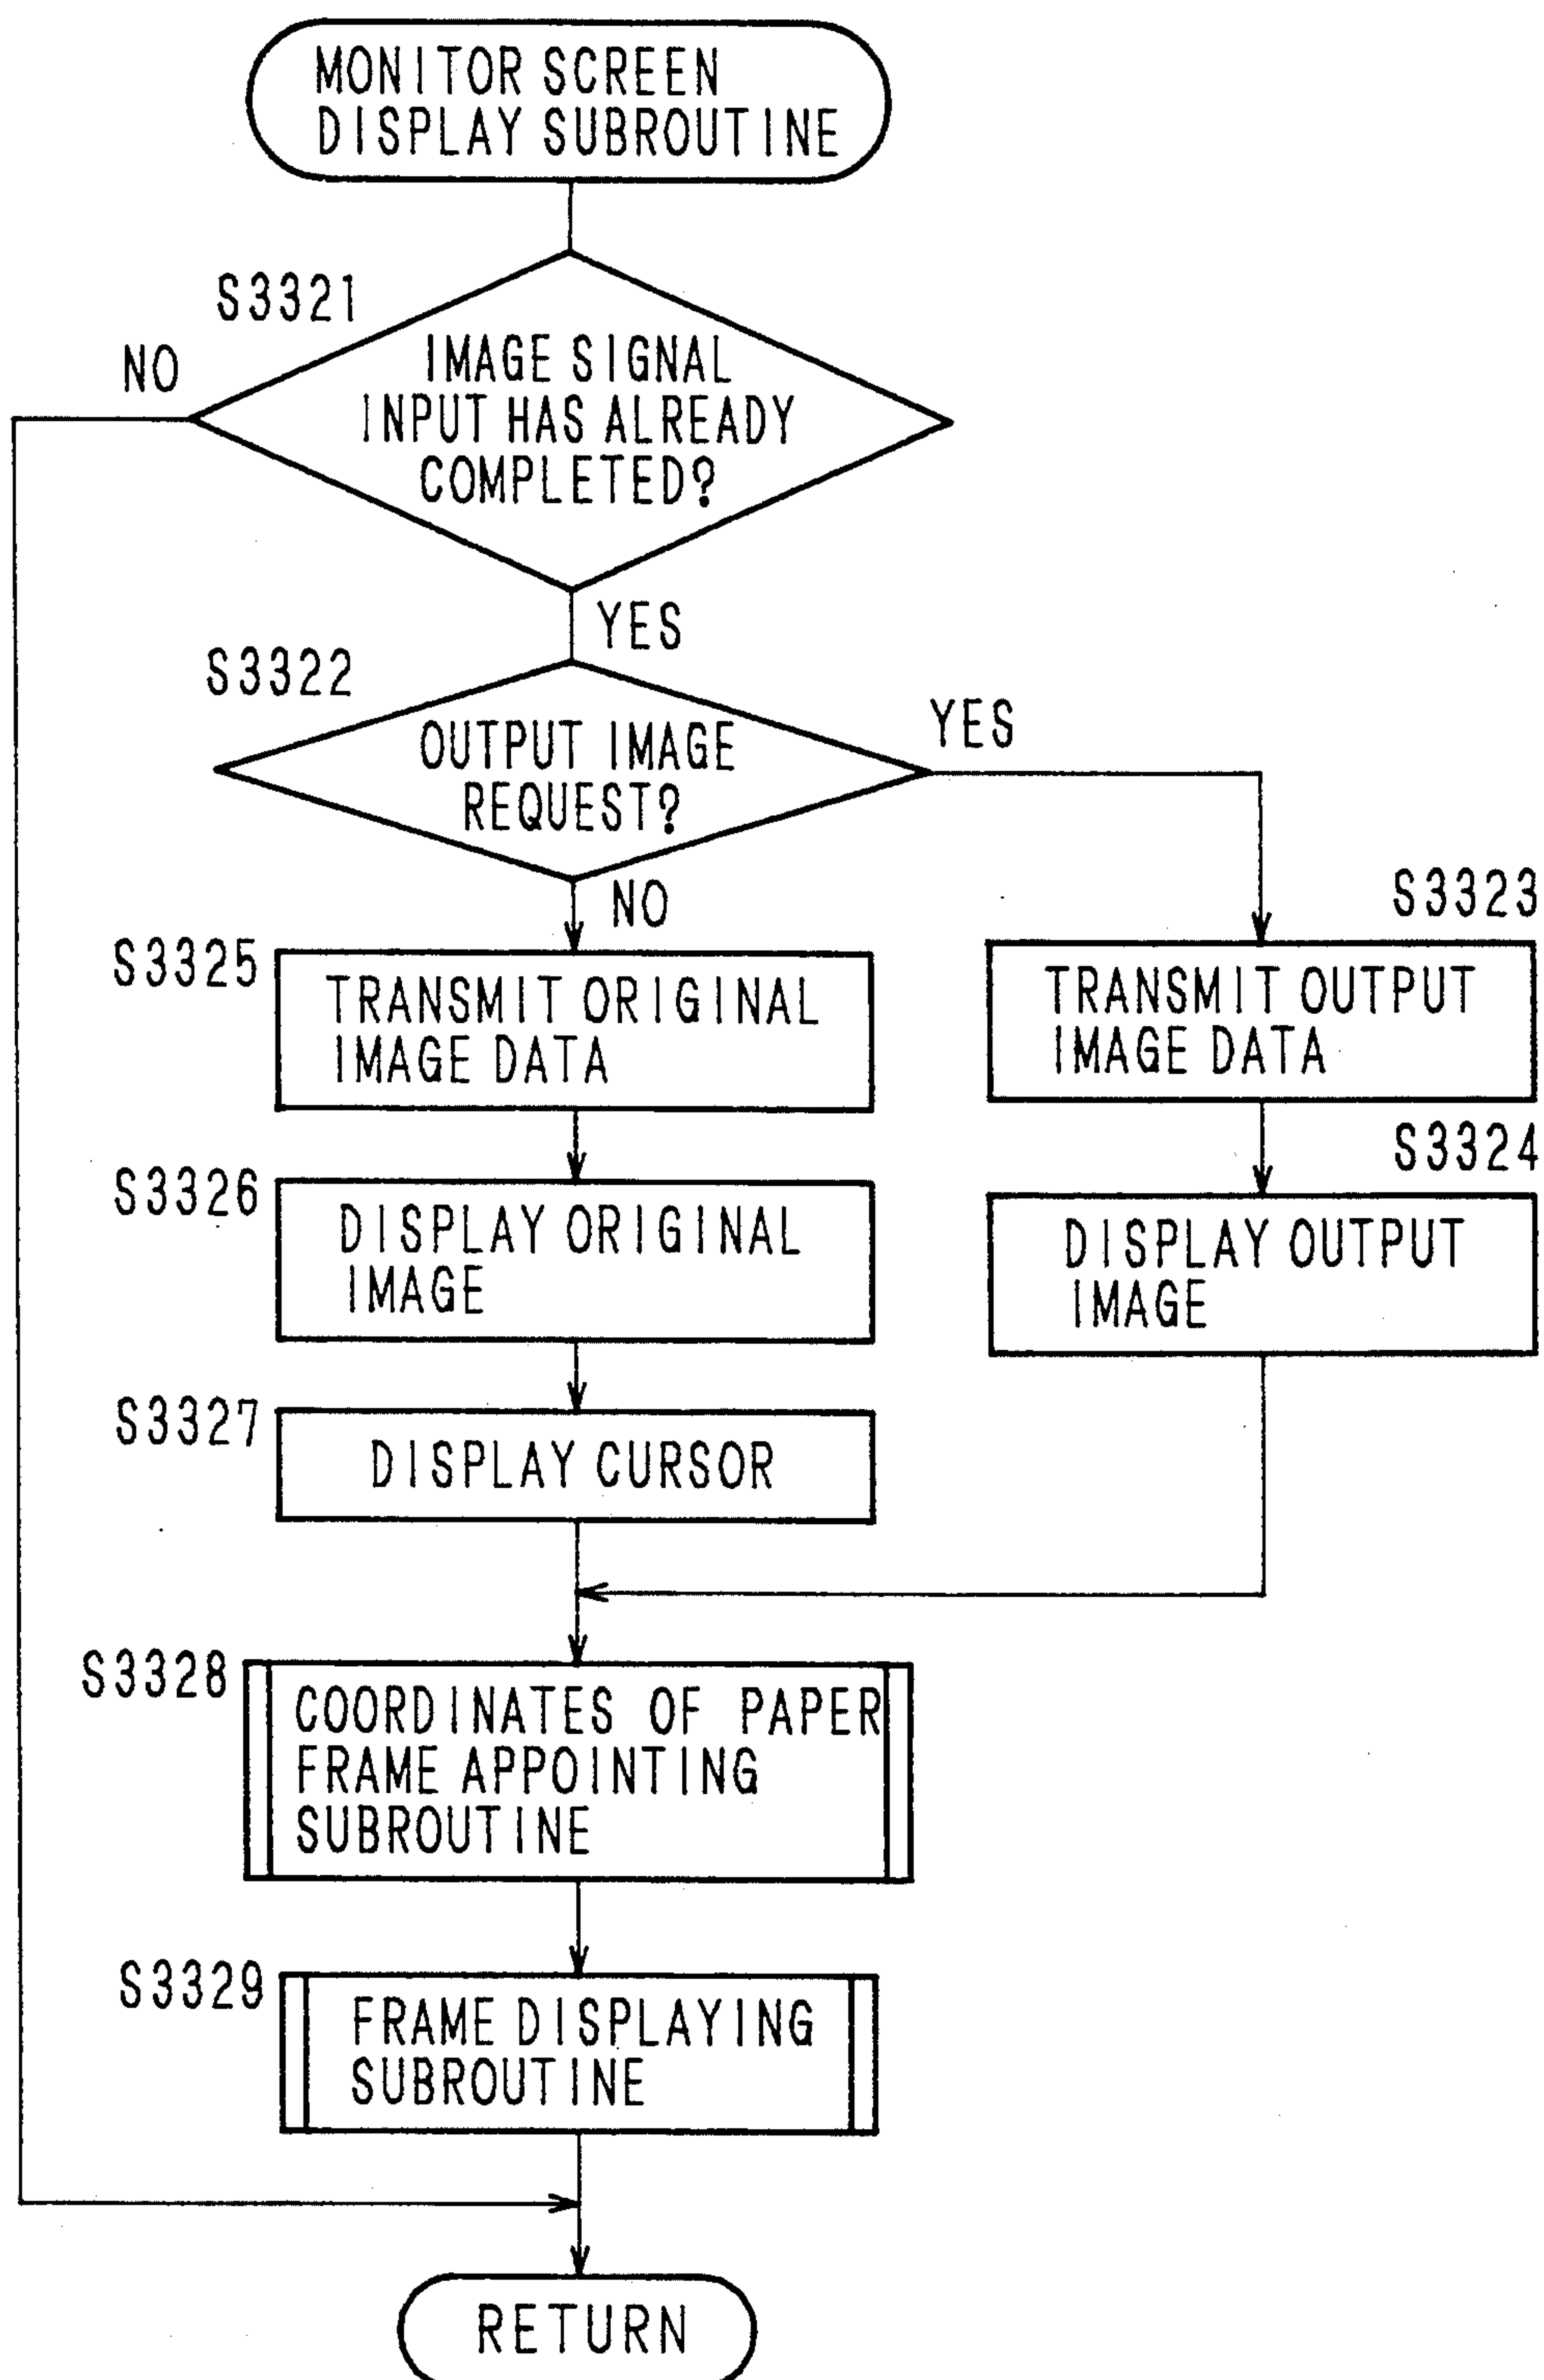 MONITOR SCREEN
DISPLAY SUBROUTINE
S3321
NO
IMAGE SIGNAL
INPUT HAS ALREADY
COMPLETED?
YES
S3322
OUTPUT IMAGE
REQUEST?
YES
NO
S3323
S3325
TRANSMIT ORIGINAL
IMAGE DATA
TRANSMIT OUTPUT
IMAGE DATA
S3324
S3326
DISPLAY ORIGINAL
IMAGE
DISPLAY OUTPUT
IMAGE
S3327
DISPLAY CURSOR
S3328
COORDINATES OF PAPER
FRAME APPOINTING
SUBROUTINE
S3329
FRAME DISPLAYING
SUBROUTINE
RETURN